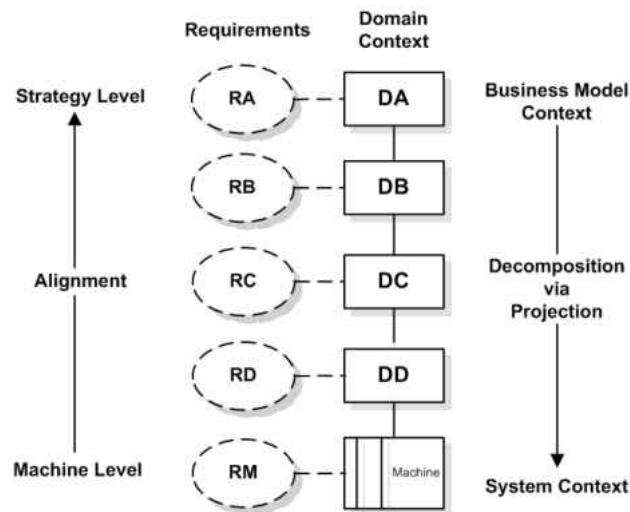 Requirements
Domain
Context
Strategy Level
RA
DA
Business Model
Context
RB
DB
Alignment
RC
DC
Decomposition
via
Projection
RD
DD
Machine Level
RM
Machine
System Context